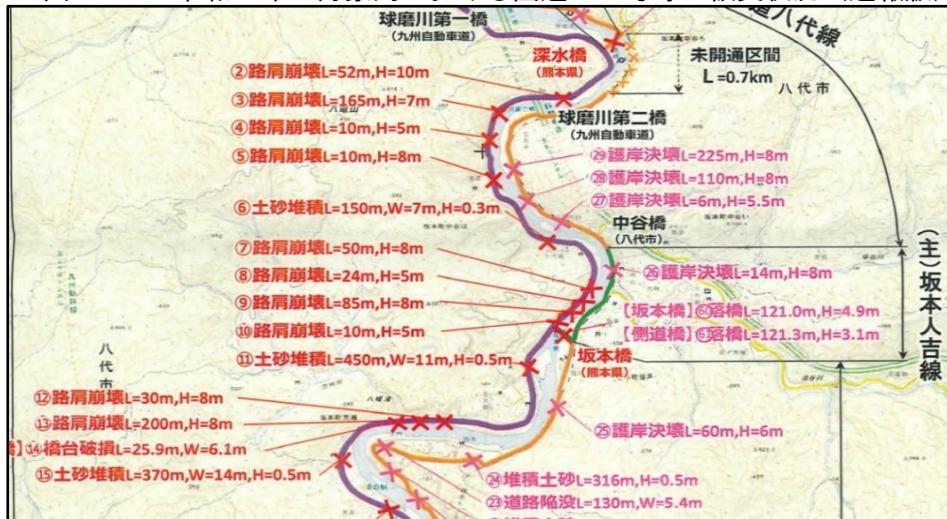 球磨川第一橋
(九州自動車道)
道八代線
深水橋
(熊本県)
未開通区間
L=0.7km
八代市
②路肩崩壊L=52m,H=10m
③路肩崩壊L=165m,H=7m
④路肩崩壊L=10m,H=5m
⑤路肩崩壊L=10m,H=8m
球磨川第二橋
(九州自動車道)
㉙護岸決壊L=225m,H=8m
㉘護岸決壊L=110m,H=8m
㉗護岸決壊L=6m,H=5.5m
⑥土砂堆積L=150m,W=7m,H=0.3m
中谷橋
(八代市)
⑦路肩崩壊L=50m,H=8m
⑧路肩崩壊L=24m,H=5m
⑨路肩崩壊L=85m,H=8m
⑩路肩崩壊L=10m,H=5m
㉖護岸決壊L=14m,H=8m
【坂本橋】㊿落橋L=121.0m,H=4.9m
【側道橋】落橋L=121.3m,H=3.1m
(主)坂本人吉線
坂本橋
(熊本県)
⑪土砂堆積L=450m,W=11m,H=0.5m
八代市
⑫路肩崩壊L=30m,H=8m
⑬路肩崩壊L=200m,H=8m
】⑭橋台破損L=25.9m,W=6.1m
⑮土砂堆積L=370m,W=14m,H=0.5m
㉕護岸決壊L=60m,H=6m
㉔堆積土砂L=316m,H=0.5m
㉓道路陥没L=130m,W=5.4m